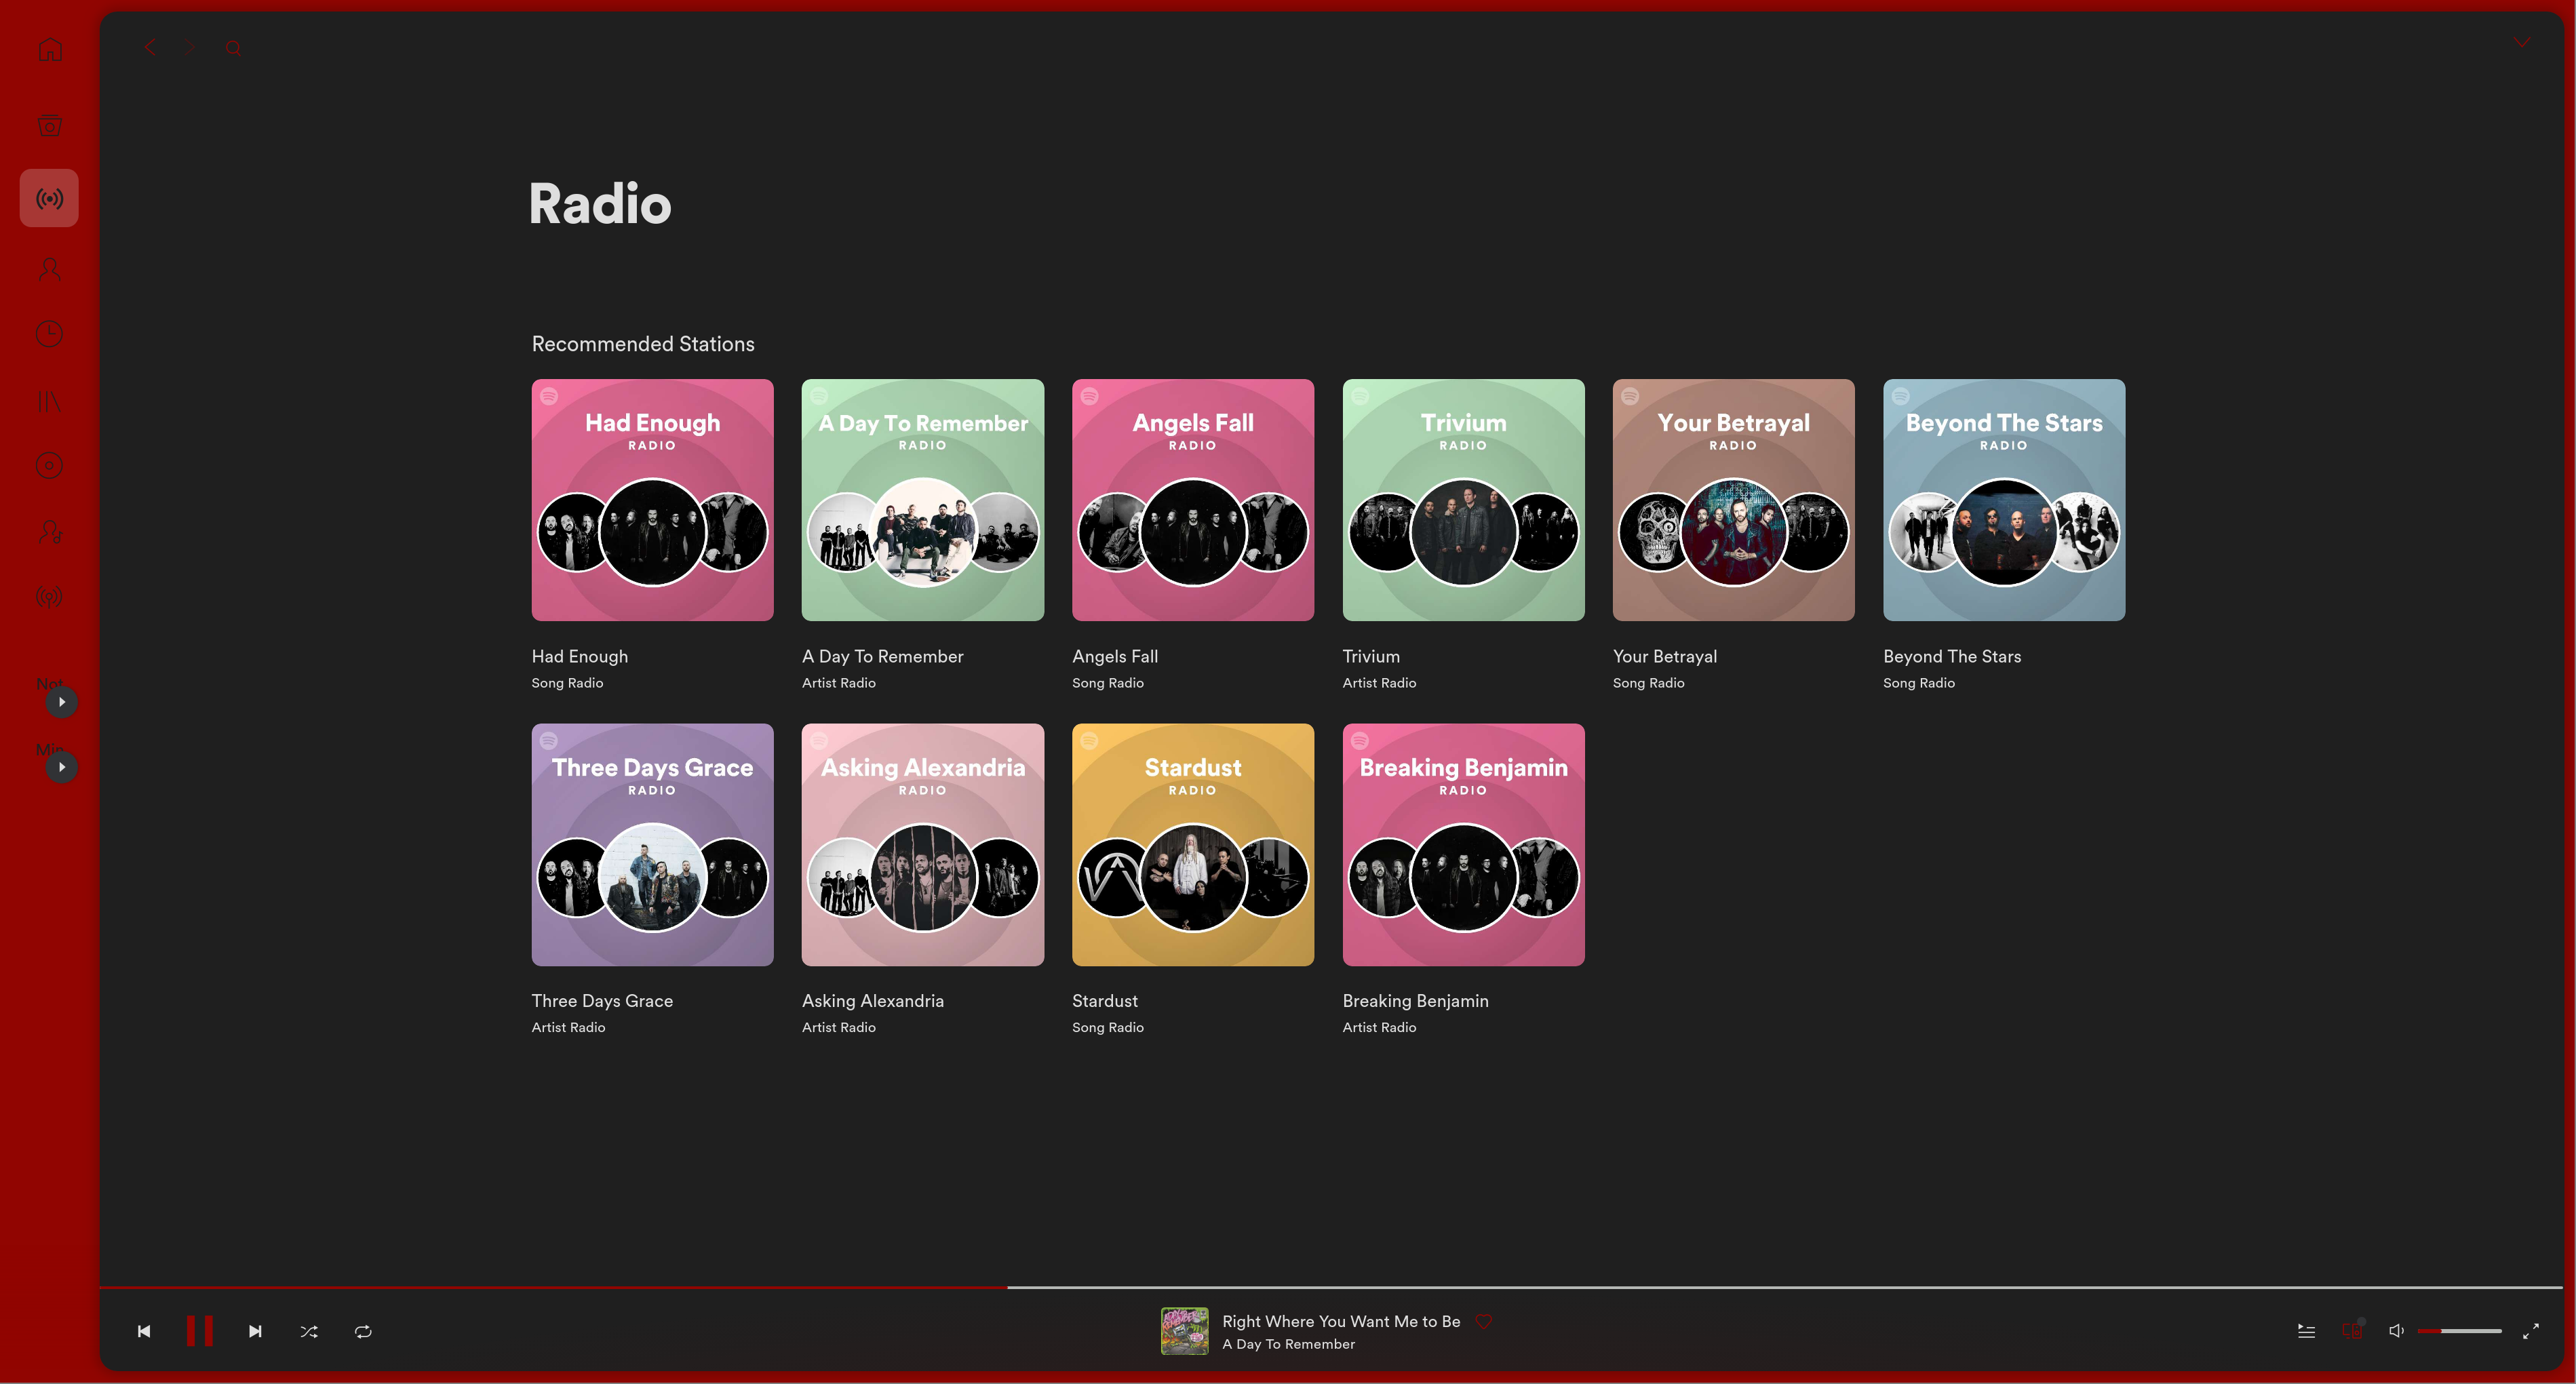 Radio
Recommended Stations
Had Enough
RADIO
A Day To Remember
RADIO
Angels Fall
RADIO
Trivium
RADIO
Your Betrayal
RADIO
Beyond The Stars
RADIO
Had Enough
Song Radio
A Day To Remember
Artist Radio
Angels Fall
Song Radio
Trivium
Artist Radio
Your Betrayal
Song Radio
Beyond The Stars
Song Radio
Not
Min
Three Days Grace
RADIO
Asking Alexandria
RADIO
Stardust
RADIO
Breaking Benjamin
RADIO
Three Days Grace
Artist Radio
Asking Alexandria
Artist Radio
Stardust
Song Radio
Breaking Benjamin
Artist Radio
Right Where You Want Me to Be
A Day To Remember